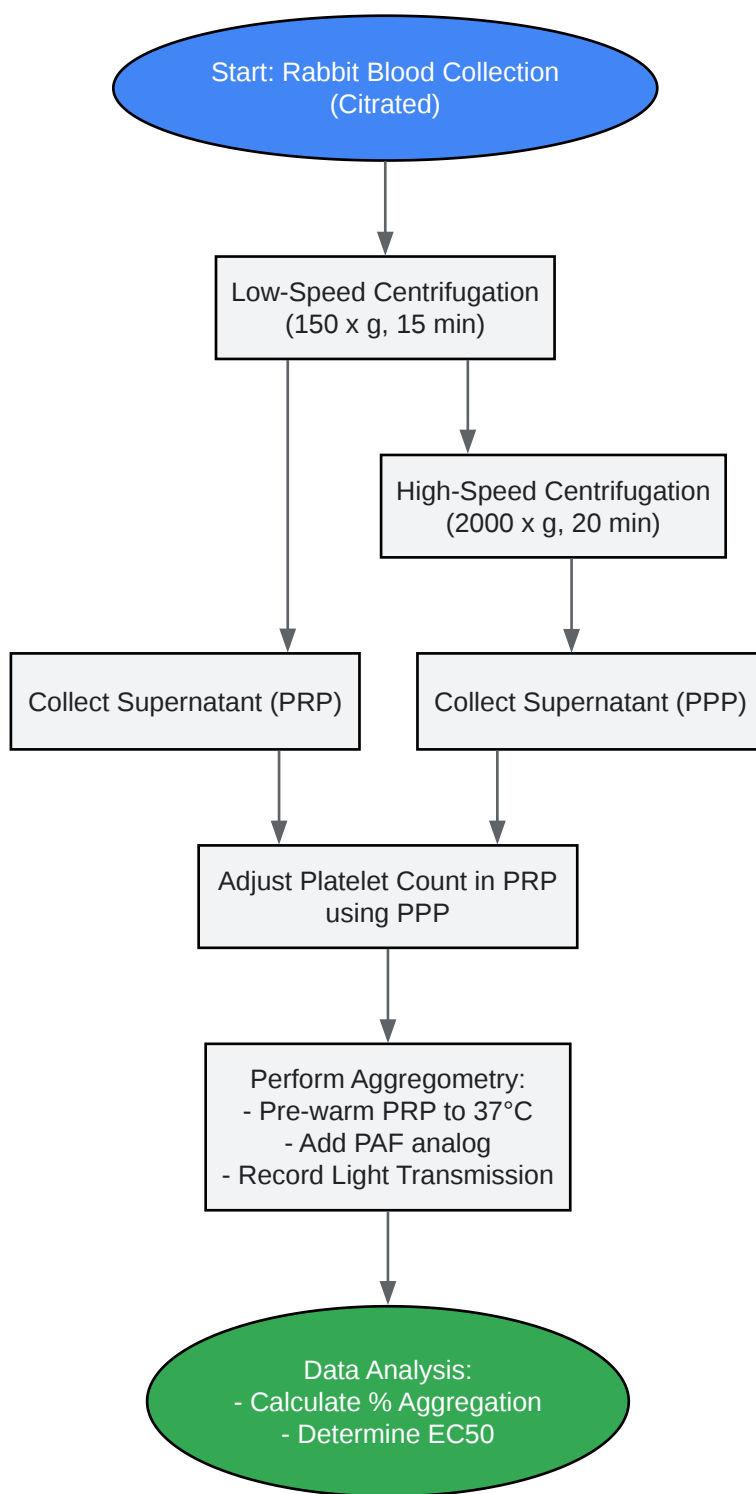 Start: Rabbit Blood Collection
(Citrated)
Low-Speed Centrifugation
(150 x g, 15 min)
High-Speed Centrifugation
(2000 x g, 20 min)
Collect Supernatant (PRP)
Collect Supernatant (PPP)
Adjust Platelet Count in PRP
using PPP
Perform Aggregometry:
- Pre-warm PRP to 37°C
- Add PAF analog
- Record Light Transmission
Data Analysis:
- Calculate % Aggregation
- Determine EC50